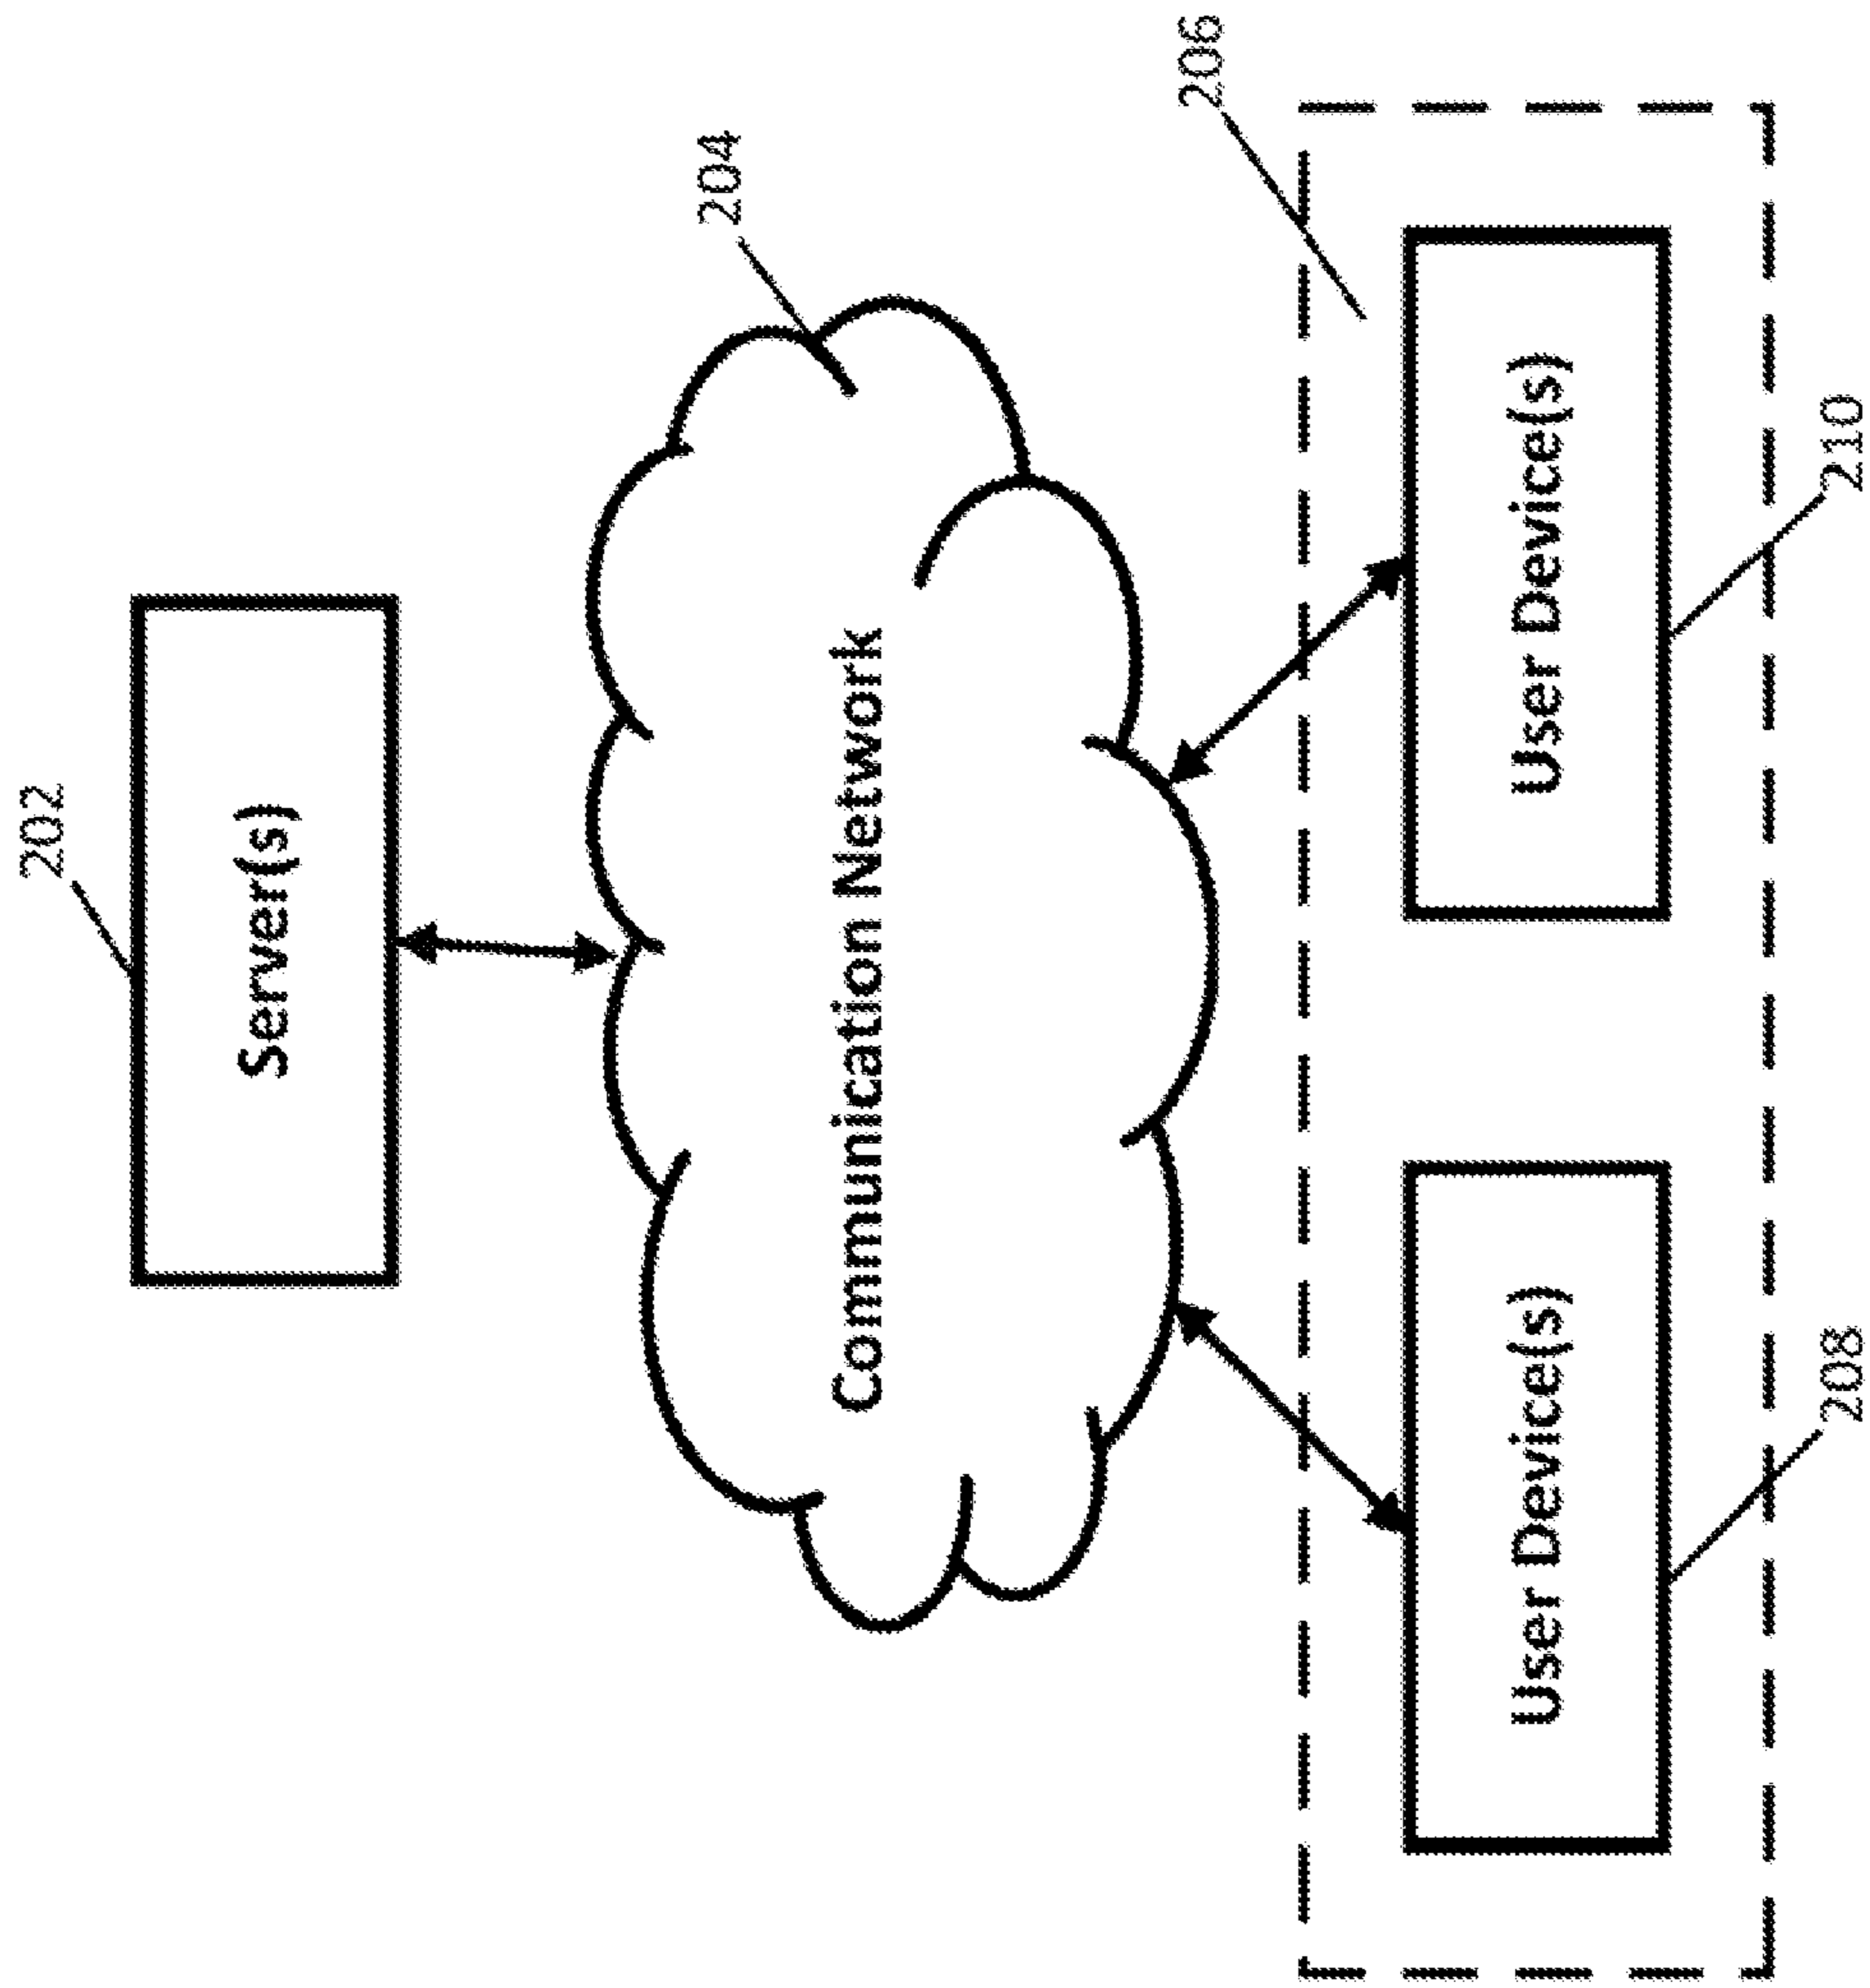 202
Server(s)
204
Communication Network
206
User Device(s)
User Device(s)
208
210